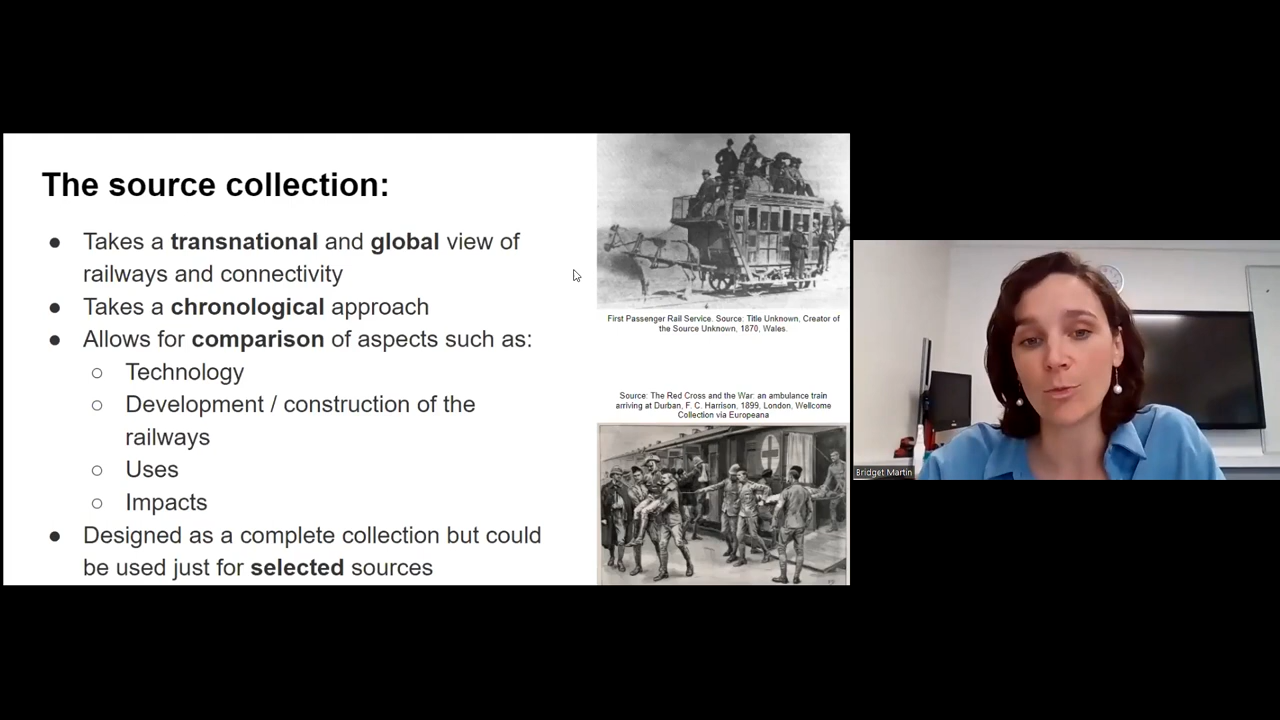 The source collection:
● Takes a transnational and global view of
railways and connectivity
● Takes a chronological approach
● Allows for comparison of aspects such as:
○ Technology
○ Development / construction of the
railways
○ Uses
○ Impacts
● Designed as a complete collection but could
be used just for selected sources
First Passenger Rail Service. Source: Title Unknown, Creator of
the Source Unknown, 1870, Wales.
Source: The Red Cross and the War: an ambulance train
arriving at Durban, F. C. Harrison, 1899, London, Wellcome
Collection via Europeana
Bridget Martin